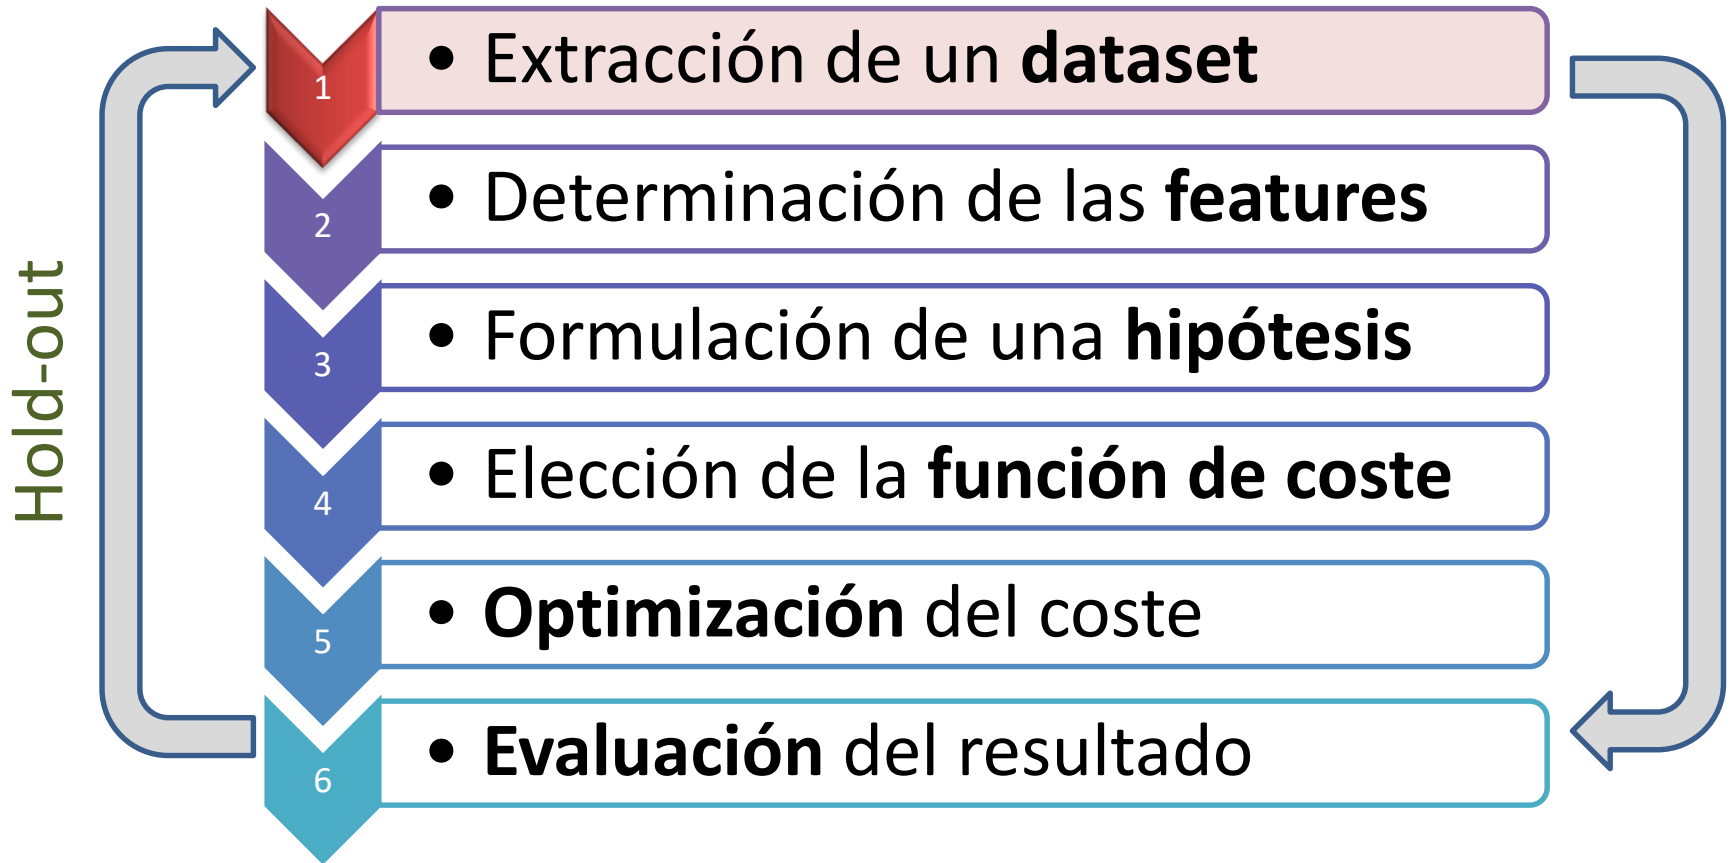 Hold-out
1
• Extracción de un dataset
2
• Determinación de las features
3
• Formulación de una hipótesis
4
• Elección de la función de coste
5
• Optimización del coste
6
• Evaluación del resultado